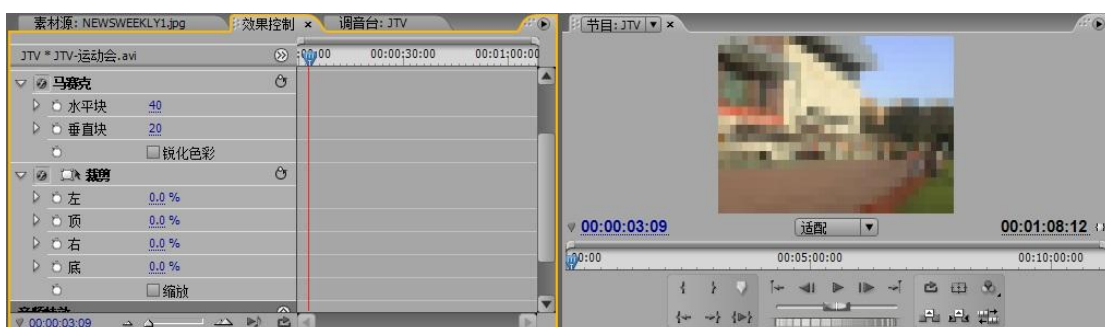 素材源: NEWSWEEKLY1.jpg 效果控制 × 调音台: JTV
JTV * JTV-运动会.avi
00:00 00:00:30:00 00:01:00:00
马赛克
水平块 40
垂直块 20
锐化色彩
裁剪
左 0.0 %
顶 0.0 %
右 0.0 %
底 0.0 %
缩放
音频特效
00:00:03:09
节目: JTV ×
00:00:03:09 适配 00:01:08:12
00:00 00:05:00:00 00:10:00:00